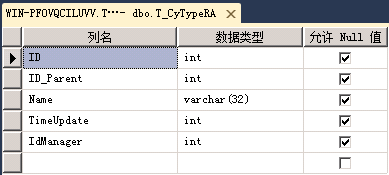 WIN-PFOVQCILUVV.T...- dbo.T_CyTypeRA
列名 数据类型 允许 Null 值
ID int
ID_Parent int
Name varchar(32)
TimeUpdate int
IdManager int